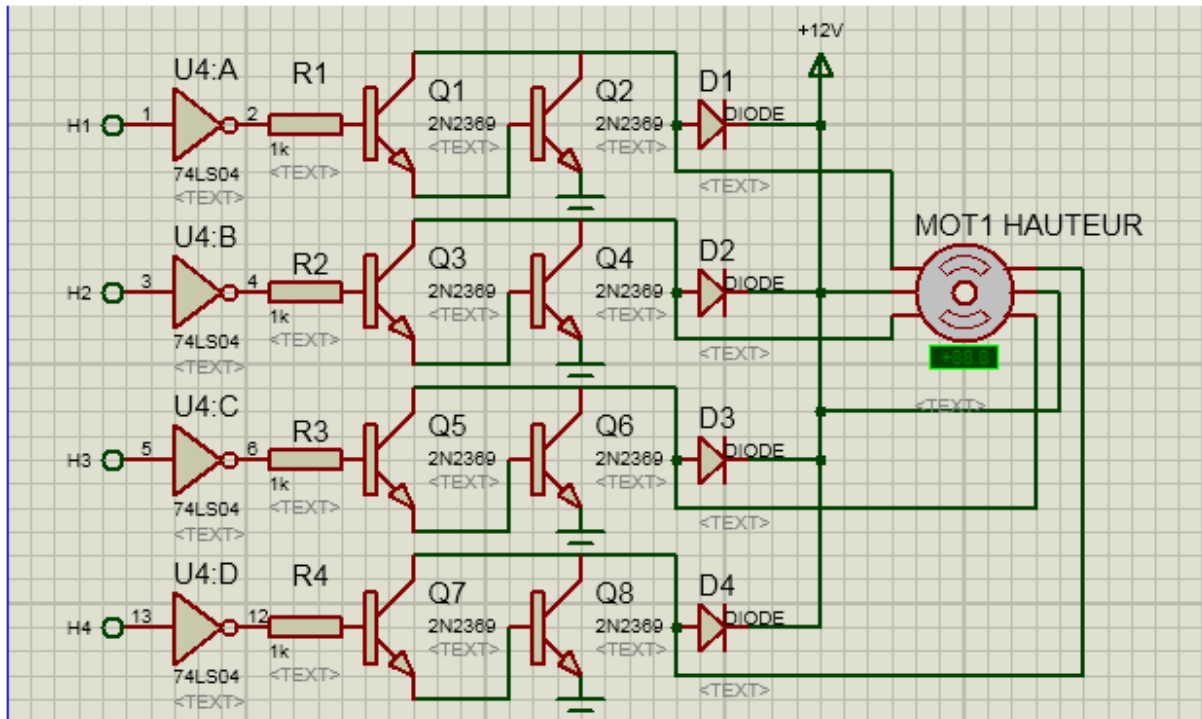 +12V
U4:A
R1
Q1
Q2
D1
H1
1
2
1k
74LS04
<TEXT>
<TEXT>
2N2369
<TEXT>
2N2369
<TEXT>
DIODE
<TEXT>
MOT1 HAUTEUR
+88.8
<TEXT>
U4:B
R2
Q3
Q4
D2
H2
3
4
1k
74LS04
<TEXT>
<TEXT>
2N2369
<TEXT>
2N2369
<TEXT>
DIODE
<TEXT>
U4:C
R3
Q5
Q6
D3
H3
5
6
1k
74LS04
<TEXT>
<TEXT>
2N2369
<TEXT>
2N2369
<TEXT>
DIODE
<TEXT>
U4:D
R4
Q7
Q8
D4
H4
13
12
1k
74LS04
<TEXT>
<TEXT>
2N2369
<TEXT>
2N2369
<TEXT>
DIODE
<TEXT>